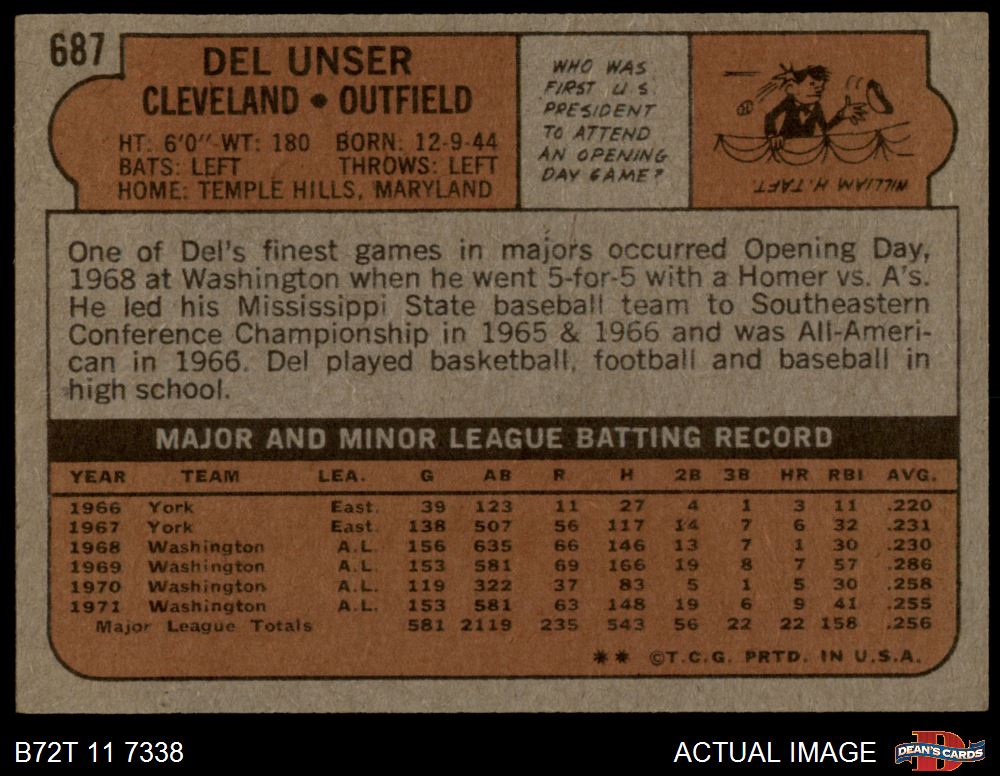 687
DEL UNSER
CLEVELAND • OUTFIELD
HT: 6'0" WT: 180 BORN: 12-9-44
BATS: LEFT THROWS: LEFT
HOME: TEMPLE HILLS, MARYLAND
WHO WAS
FIRST U.S.
PRESIDENT
TO ATTEND
AN OPENING
DAY GAME?
WILLIAM H. TAFT.
One of Del's finest games in majors occurred Opening Day,
1968 at Washington when he went 5-for-5 with a Homer vs. A's.
He led his Mississippi State baseball team to Southeastern
Conference Championship in 1965 & 1966 and was All-Ameri-
can in 1966. Del played basketball, football and baseball in
high school.
MAJOR AND MINOR LEAGUE BATTING RECORD
YEAR TEAM LEA. G AB R H 2B 3B HR RBI AVG.
1966 York East. 39 123 11 27 4 1 3 11 .220
1967 York East. 138 507 56 117 14 7 6 32 .231
1968 Washington A.L. 156 635 66 146 13 7 1 30 .230
1969 Washington A.L. 153 581 69 166 19 8 7 57 .286
1970 Washington A.L. 119 322 37 83 5 1 5 30 .258
1971 Washington A.L. 153 581 63 148 19 6 9 41 .255
Major League Totals 581 2119 235 543 56 22 22 158 .256
** ©T.C.G. PRTD. IN U.S.A.
B72T 11 7338
ACTUAL IMAGE
DEAN'S CARDS